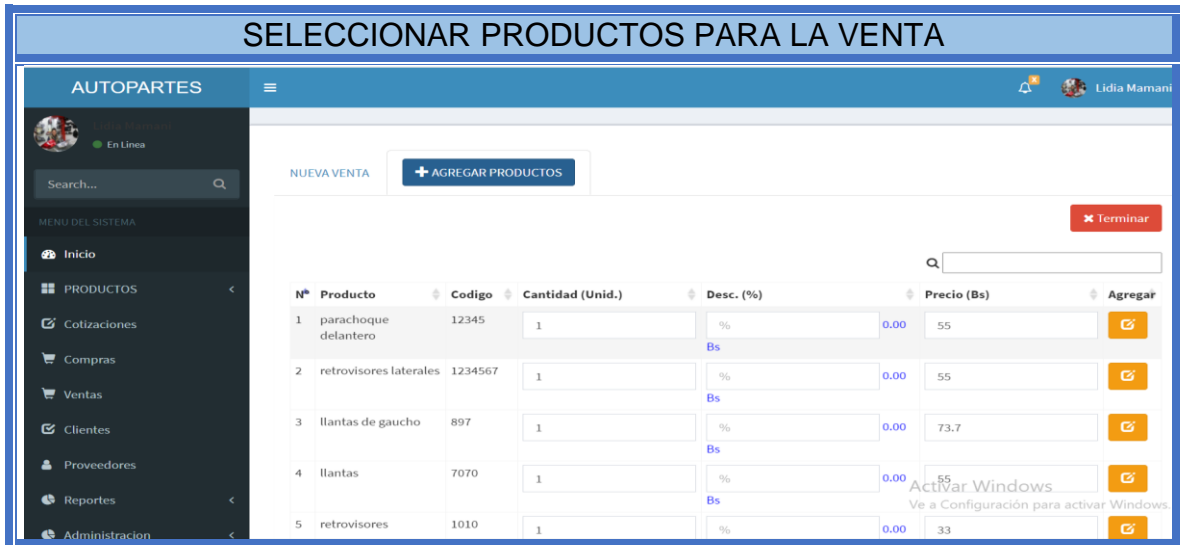 SELECCIONAR PRODUCTOS PARA LA VENTA
AUTOPARTES
Lidia Mamani
Lidia Mamani
En Linea
Search...
MENU DEL SISTEMA
Inicio
PRODUCTOS
Cotizaciones
Compras
Ventas
Clientes
Proveedores
Reportes
Administracion
NUEVA VENTA
AGREGAR PRODUCTOS
Terminar
N° Producto Codigo Cantidad (Unid.) Desc. (%) Precio (Bs) Agregar
1 parachoque delantero 12345 1 % 0.00 Bs 55
2 retrovisores laterales 1234567 1 % 0.00 Bs 55
3 llantas de gaucho 897 1 % 0.00 Bs 73.7
4 llantas 7070 1 % 0.00 Bs 55
5 retrovisores 1010 1 % 0.00 33
Activar Windows
Ve a Configuración para activar Windows.